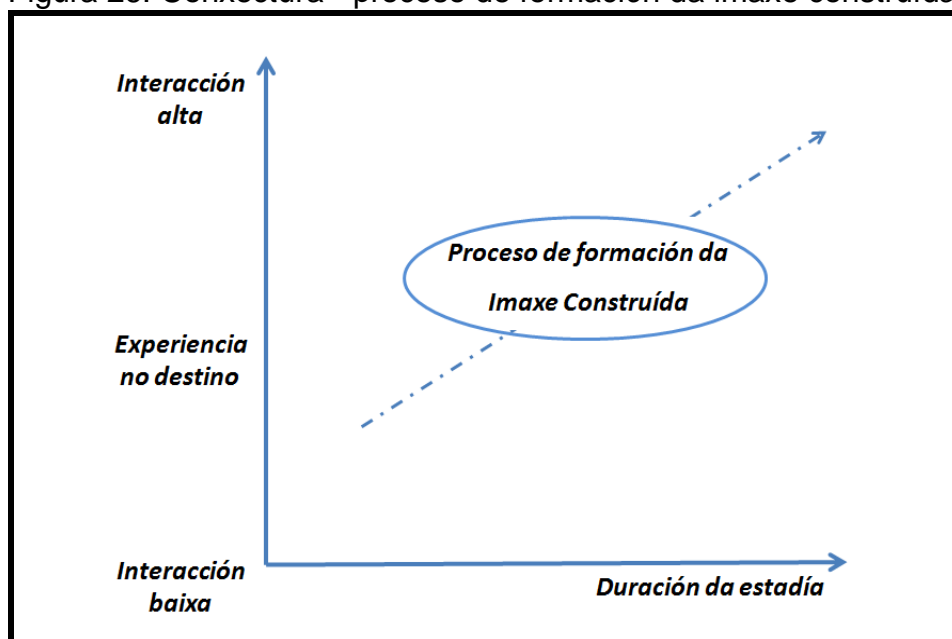 Interacción
alta
Proceso de formación da
Imaxe Construída
Experiencia
no destino
Interacción
baixa
Duración da estadía